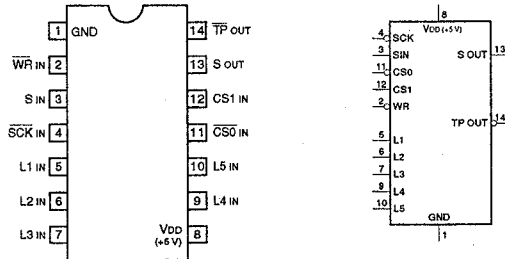 1 GND 14 TP OUT
WR IN 2 13 S OUT
S IN 3 12 CS1 IN
SCK IN 4 11 CS0 IN
L1 IN 5 10 L5 IN
L2 IN 6 9 L4 IN
L3 IN 7 VDD 8
(+5 V)
8
VDD (+5 V)
4 SCK
3 SIN S OUT 13
11 CS0
12 CS1
2 WR
TP OUT 14
5 L1
6 L2
7 L3
9 L4
10 L5
GND
1